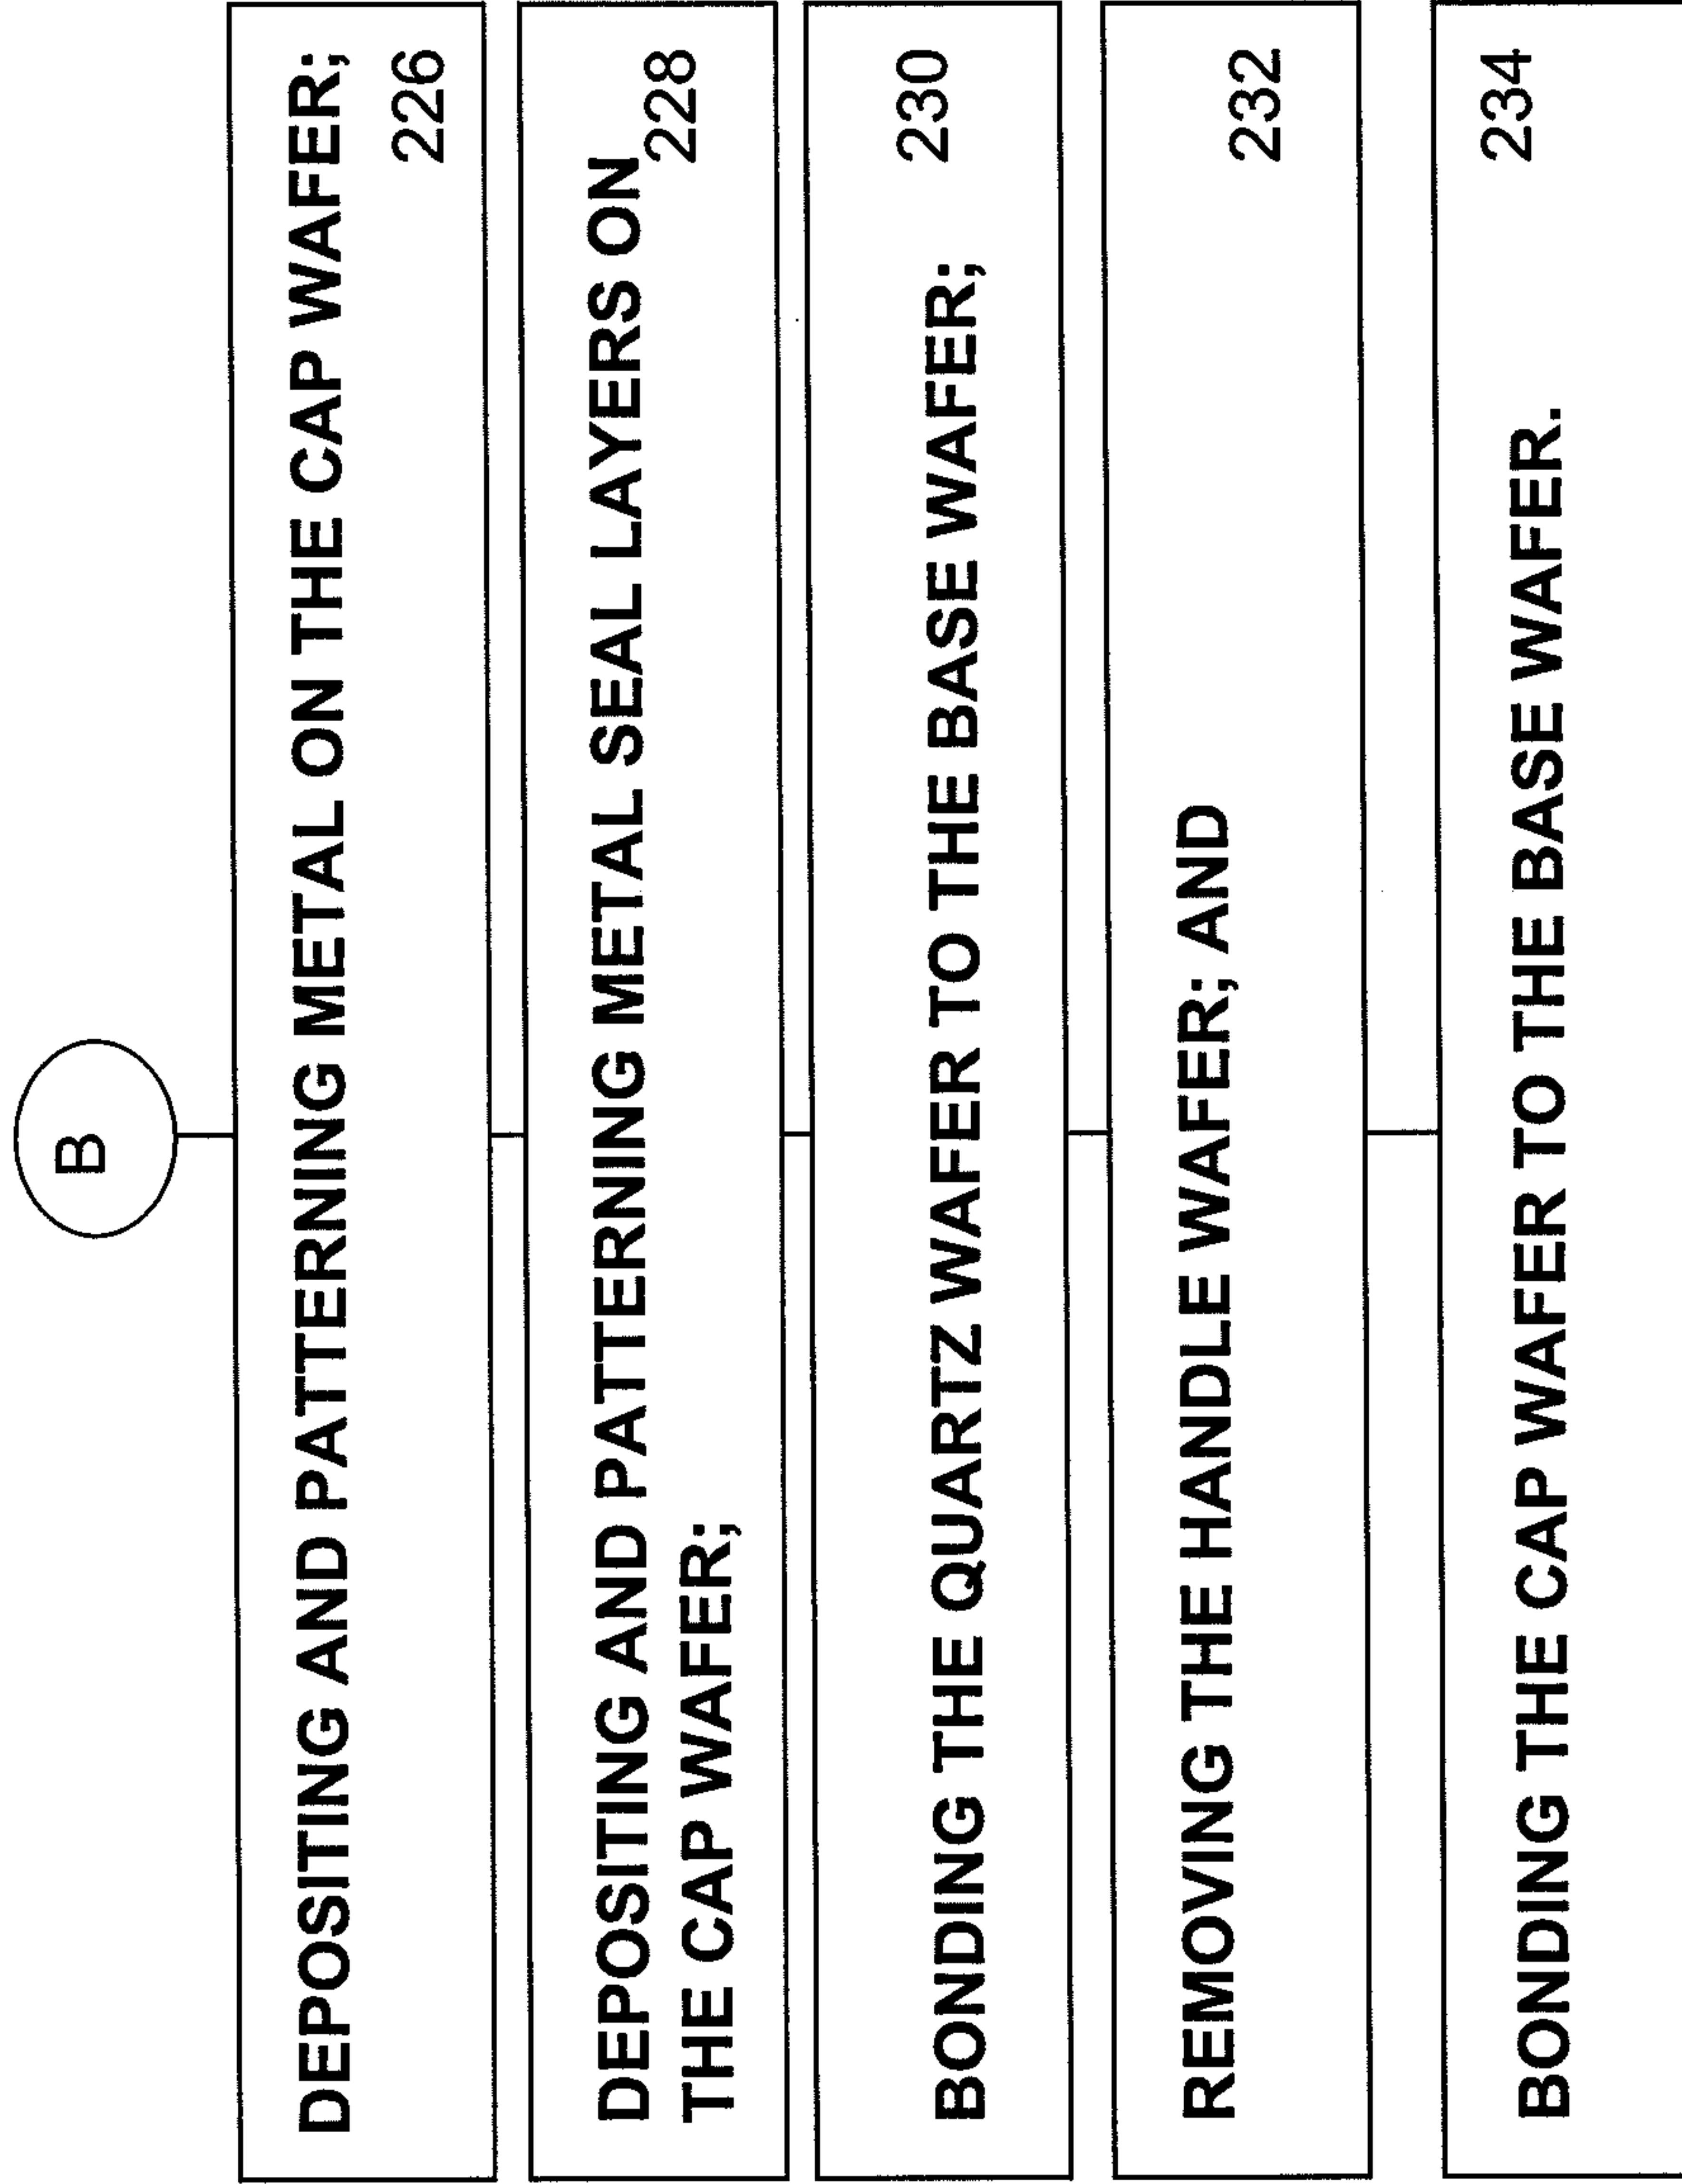 B
DEPOSITING AND PATTERNING METAL ON THE CAP WAFER;
226
DEPOSITING AND PATTERNING METAL SEAL LAYERS ON
THE CAP WAFER;
228
BONDING THE QUARTZ WAFER TO THE BASE WAFER;
230
REMOVING THE HANDLE WAFER; AND
232
BONDING THE CAP WAFER TO THE BASE WAFER.
234